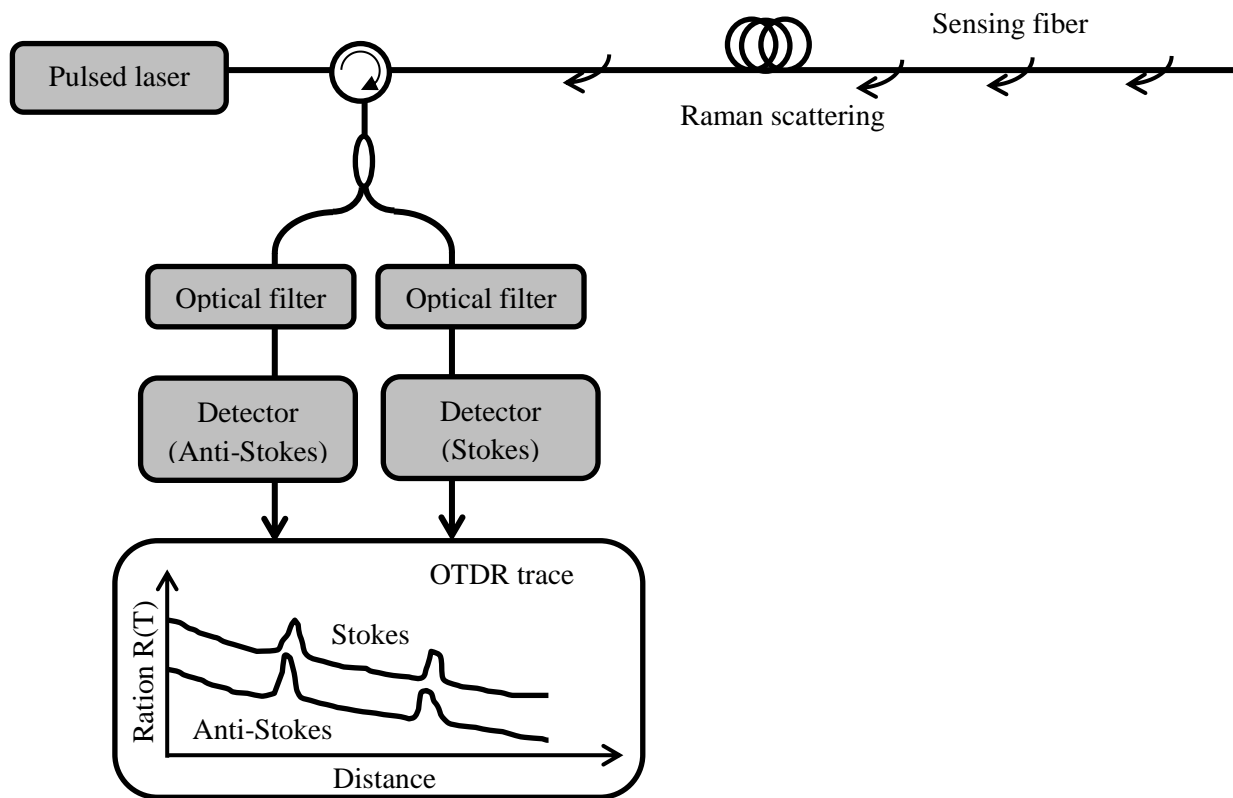 Sensing fiber
Pulsed laser
Raman scattering
Optical filter
Optical filter
Detector
(Anti-Stokes)
Detector
(Stokes)
OTDR trace
Ration R(T)
Stokes
Anti-Stokes
Distance